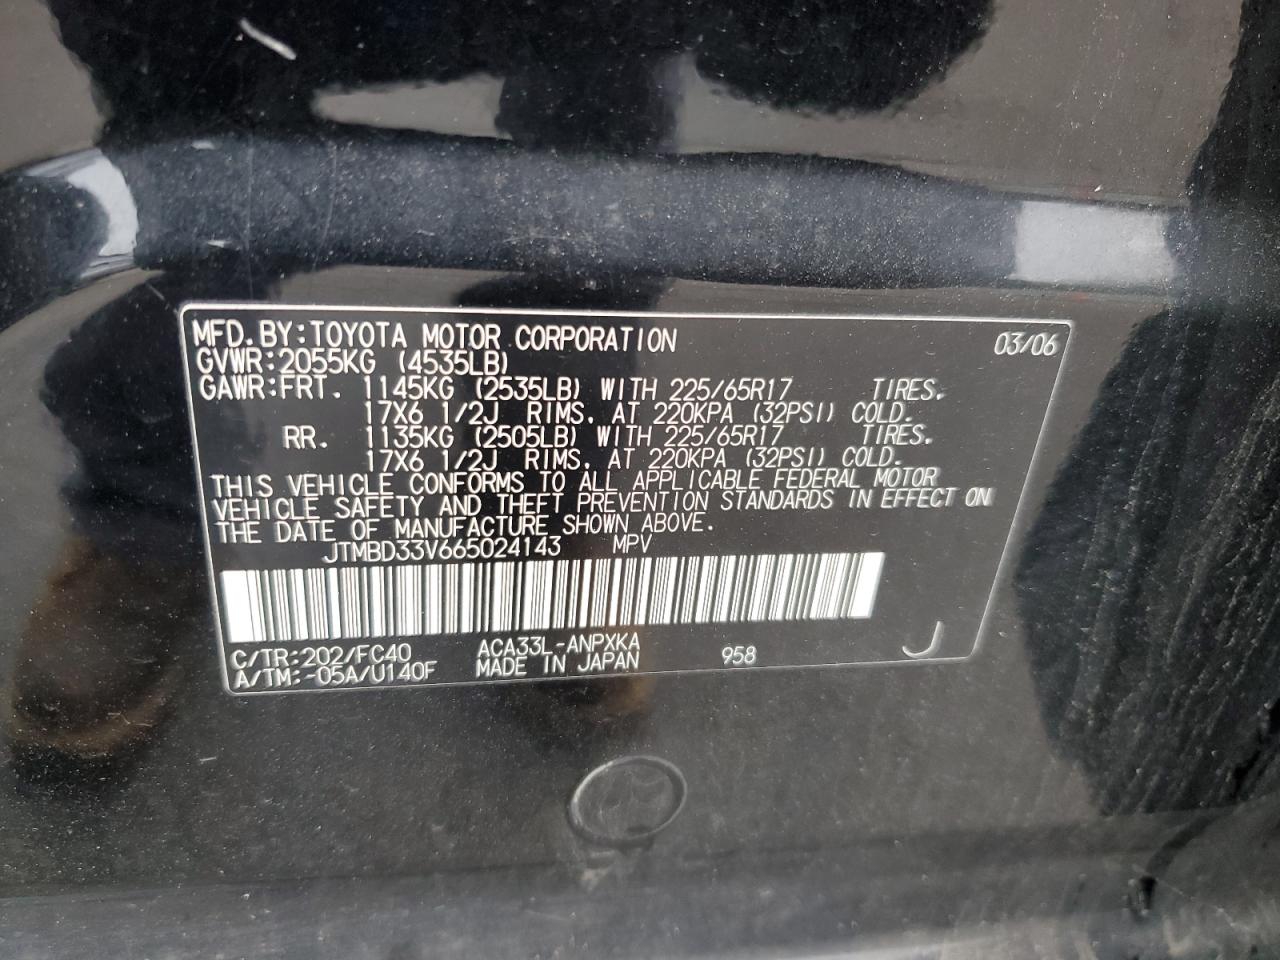 MFD.BY:TOYOTA MOTOR CORPORATION 03/06
GVWR:2055KG (4535LB)
GAWR:FRT. 1145KG (2535LB) WITH 225/65R17 TIRES.
17X6 1/2J RIMS, AT 220KPA (32PSI) COLD.
RR. 1135KG (2505LB) WITH 225/65R17 TIRES.
17X6 1/2J RIMS, AT 220KPA (32PSI) COLD.
THIS VEHICLE CONFORMS TO ALL APPLICABLE FEDERAL MOTOR
VEHICLE SAFETY AND THEFT PREVENTION STANDARDS IN EFFECT ON
THE DATE OF MANUFACTURE SHOWN ABOVE.
JTMBD33V665024143 MPV
C/TR:202/FC40 ACA33L-ANPXKA 958 J
A/TM:-05A/U140F MADE IN JAPAN